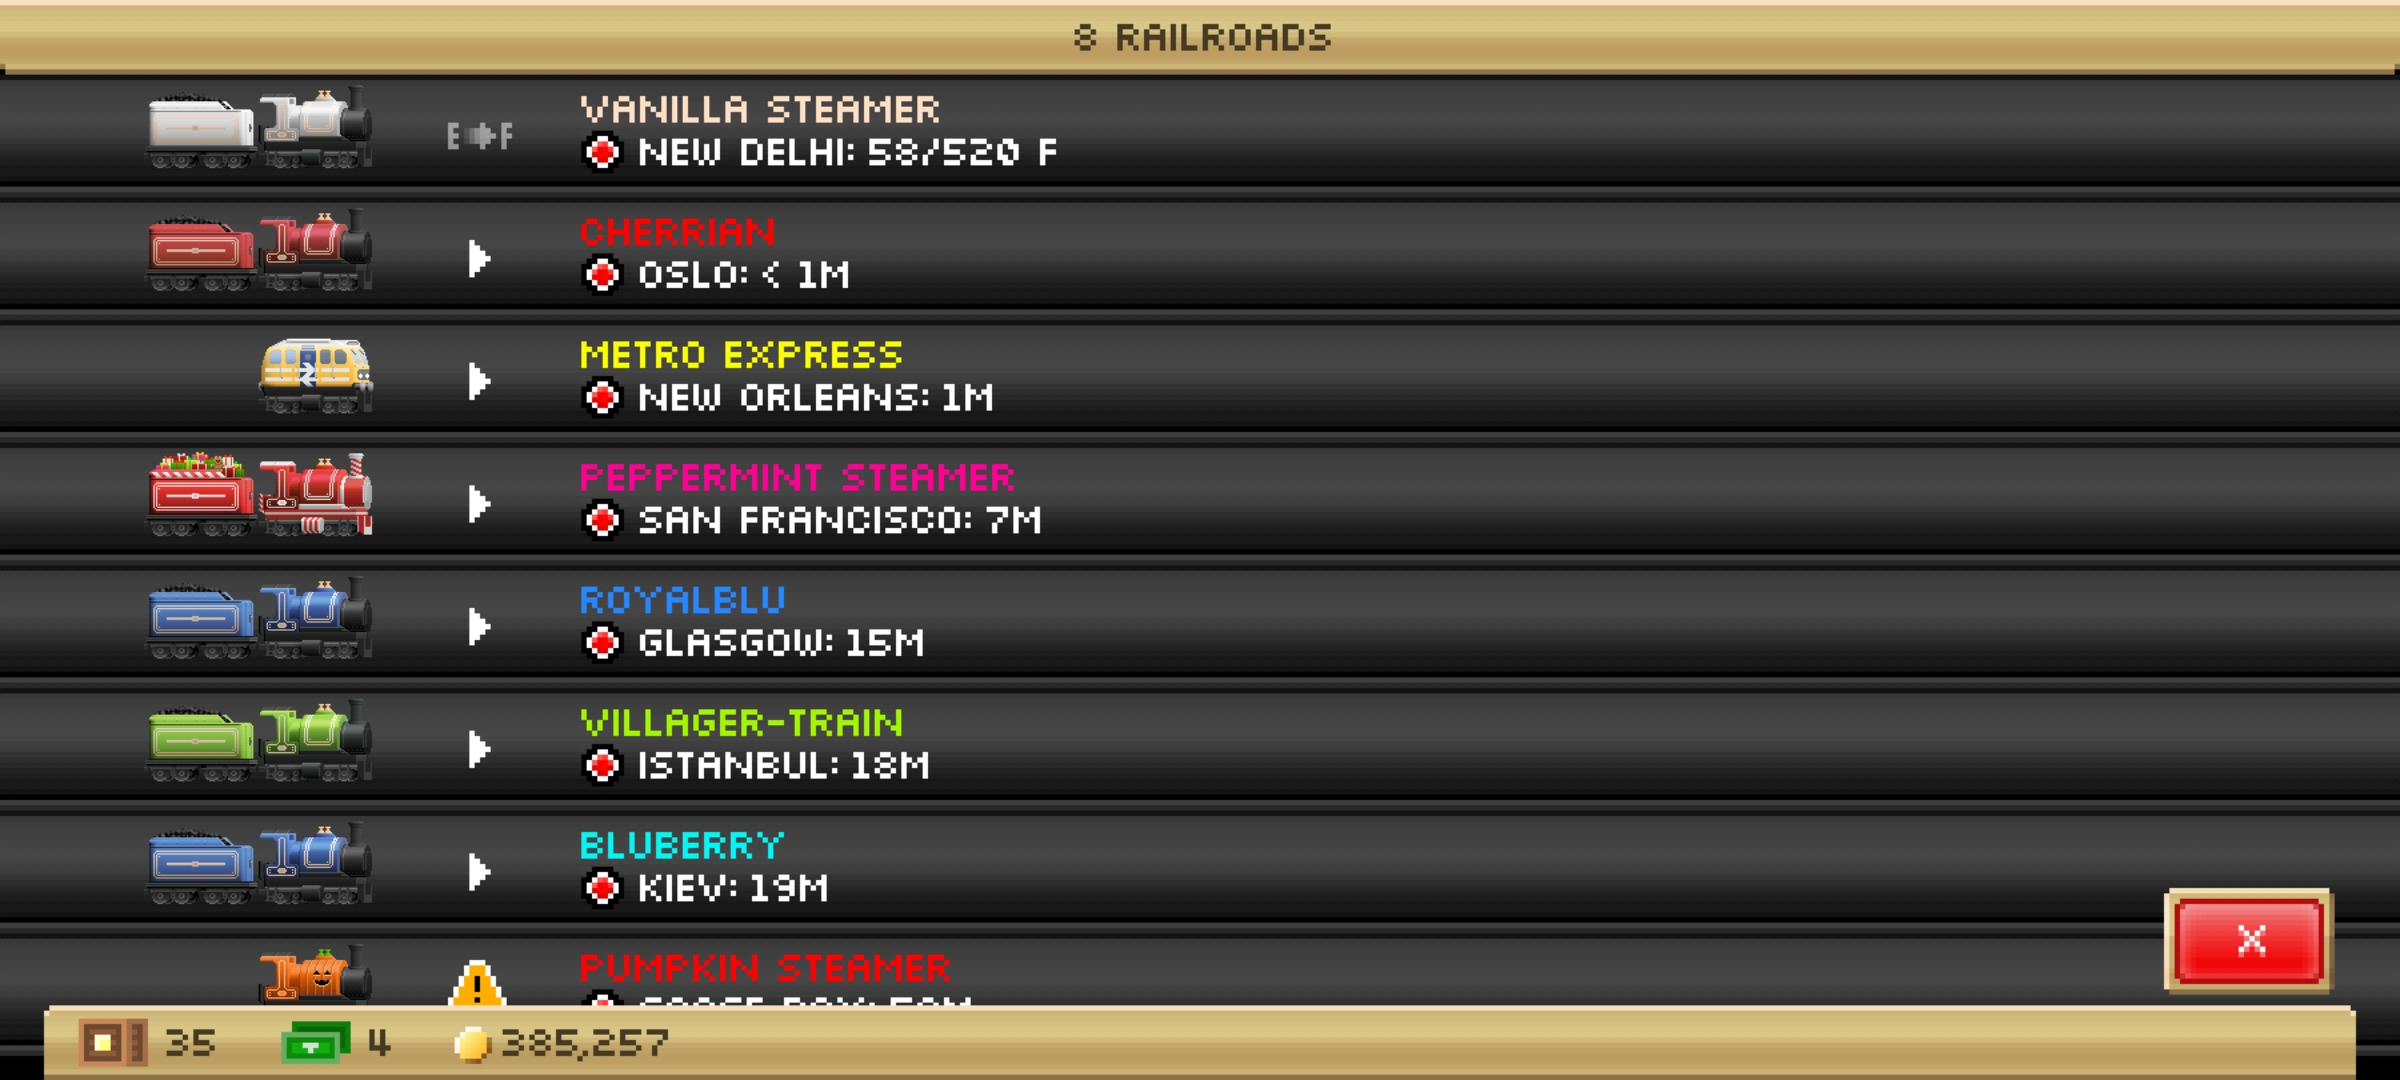 8 RAILROADS
E F
VANILLA STEAMER
NEW DELHI: 58/520 F
CHERRIAN
OSLO: < 1M
METRO EXPRESS
NEW ORLEANS: 1M
PEPPERMINT STEAMER
SAN FRANCISCO: 7M
ROYALBLU
GLASGOW: 15M
VILLAGER-TRAIN
ISTANBUL: 18M
BLUBERRY
KIEV: 19M
PUMPKIN STEAMER
X
35 4 385,257